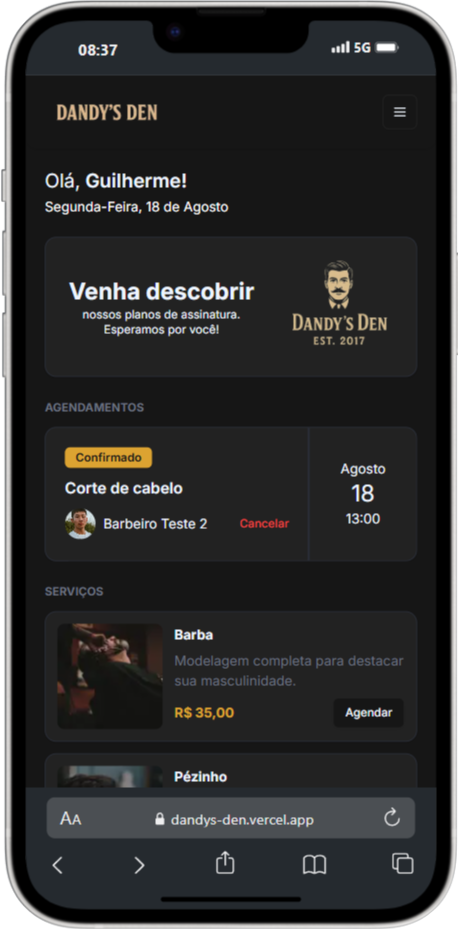 08:37
5G
DANDY'S DEN
Olá, Guilherme!
Segunda-Feira, 18 de Agosto
Venha descobrir
nossos planos de assinatura.
Esperamos por você!
DANDY'S DEN
EST. 2017
AGENDAMENTOS
Confirmado
Corte de cabelo
Barbeiro Teste 2
Cancelar
Agosto
18
13:00
SERVIÇOS
Barba
Modelagem completa para destacar
sua masculinidade.
R$ 35,00
Agendar
Pézinho
AA
dandys-den.vercel.app